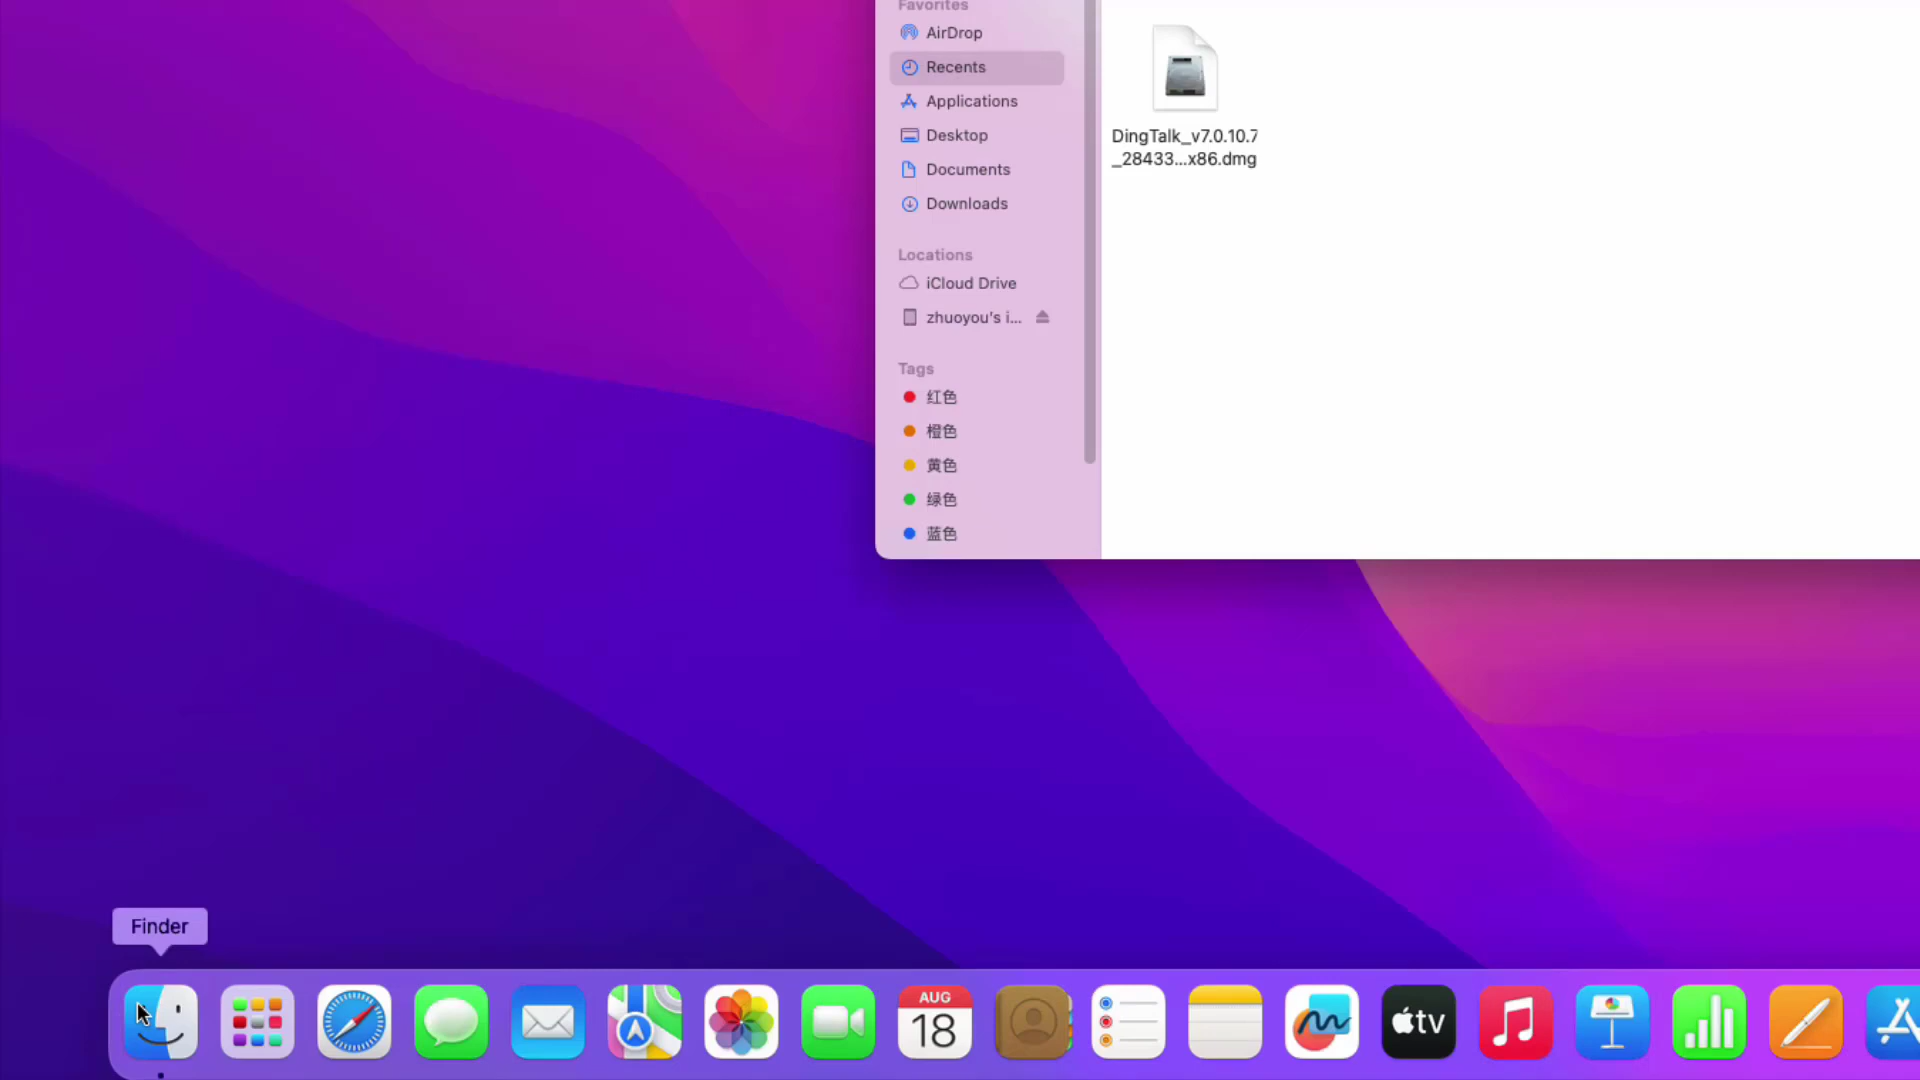 Favorites
AirDrop
Recents
Applications
Desktop
Documents
Downloads
Locations
iCloud Drive
zhuoyou's i...
Tags
红色
橙色
黄色
绿色
蓝色
DingTalk_v7.0.10.7
_28433...x86.dmg
Finder
AUG
18
tv